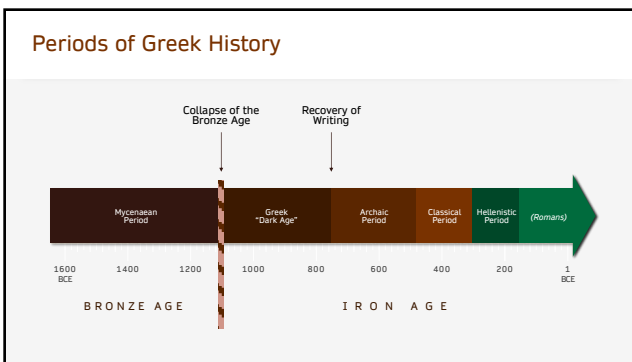 Periods of Greek History
Collapse of the
Bronze Age
Recovery of
Writing
Mycenaean
Period
Greek
"Dark Age"
Archaic
Period
Classical
Period
Hellenistic
Period
(Romans)
1600 1400 1200 1000 800 600 400 200 1
BCE BCE
BRONZE AGE IRON AGE